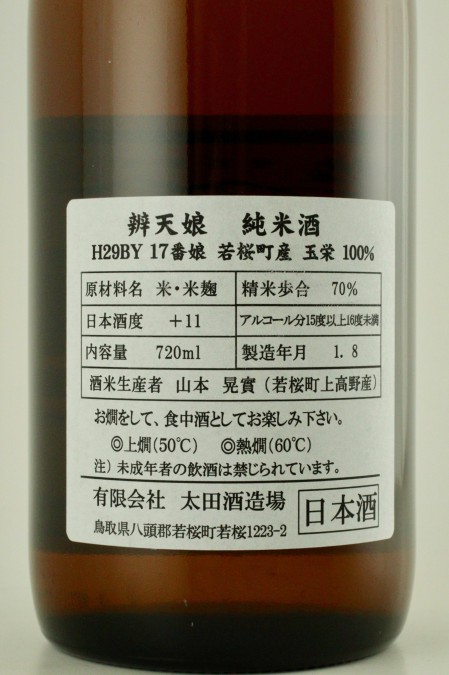 辨天娘 純米酒
H29BY 17番娘 若桜町産 玉栄 100%
原材料名 米・米麹 精米歩合 70%
日本酒度 +11 アルコール分15度以上16度未満
内容量 720ml 製造年月 1. 8
酒米生産者 山本 晃實(若桜町上高野産)
お燗をして、食中酒としてお楽しみ下さい。
◎上燗(50℃) ◎熱燗(60℃)
注)未成年者の飲酒は禁じられています。
有限会社 太田酒造場
鳥取県八頭郡若桜町若桜1223-2
日本酒